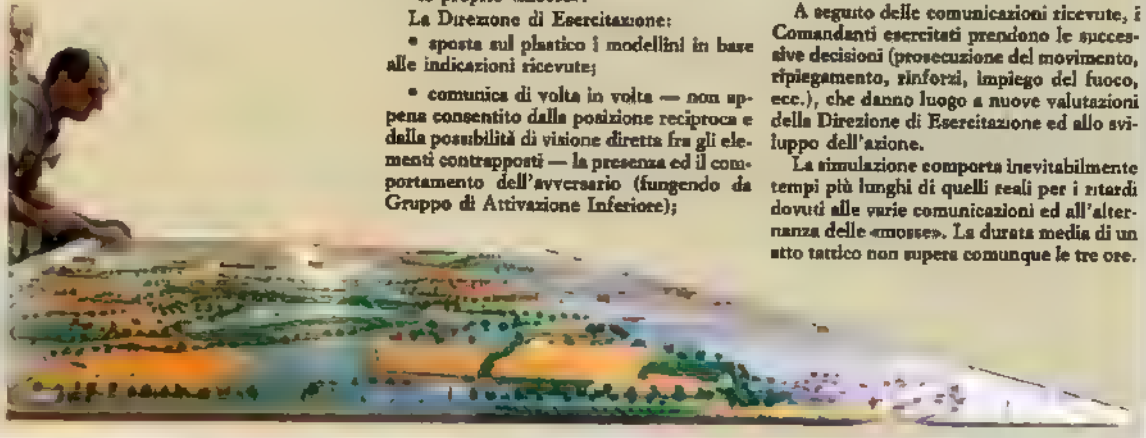 La Direzione di Esercitazione:
• sposta sul plastico i modellini in base
alle indicazioni ricevute;
• comunica di volta in volta — non ap-
pena consentito dalla posizione reciproca e
dalla possibilità di visione diretta fra gli ele-
menti contrapposti — la presenza ed il com-
portamento dell'avversario (fungendo da
Gruppo di Attivazione Inferiore);
A seguito delle comunicazioni ricevute, i
Comandanti esercitati prendono le succes-
sive decisioni (prosecuzione del movimento,
ripiegamento, rinforzi, impiego del fuoco,
ecc.), che danno luogo a nuove valutazioni
della Direzione di Esercitazione ed allo svi-
luppo dell'azione.
La simulazione comporta inevitabilmente
tempi più lunghi di quelli reali per i ritardi
dovuti alle varie comunicazioni ed all'alter-
nanza delle «mosse». La durata media di un
atto tattico non supera comunque le tre ore.